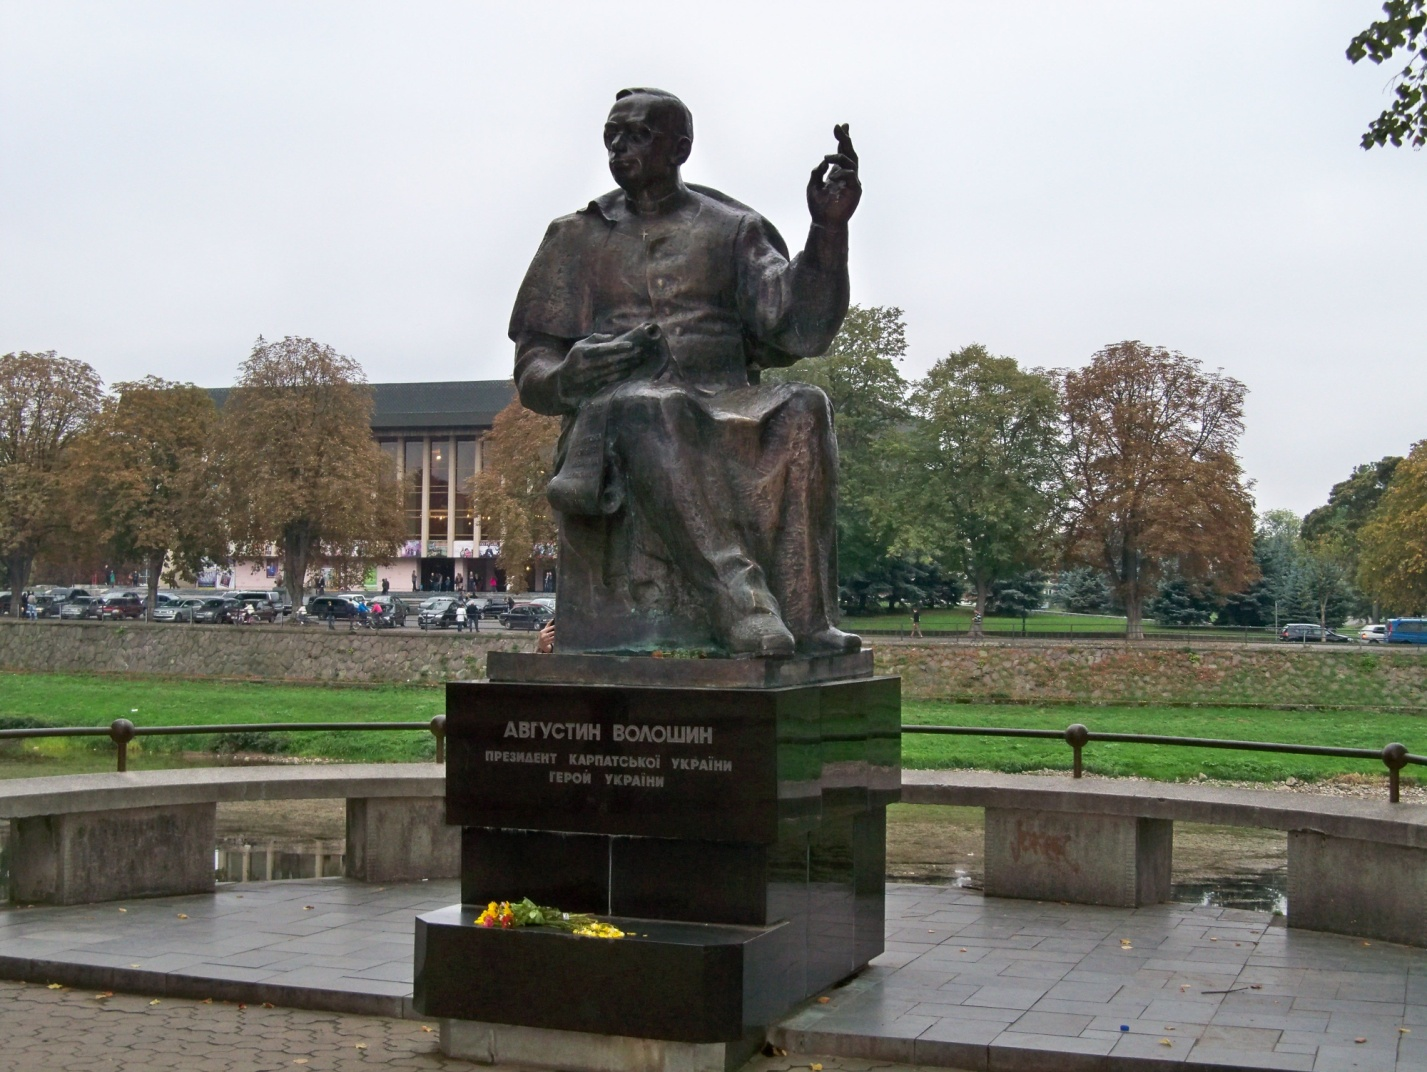 АВГУСТИН ВОЛОШИН
ПРЕЗИДЕНТ КАРПАТСЬКОЇ УКРАЇНИ
ГЕРОЙ УКРАЇНИ